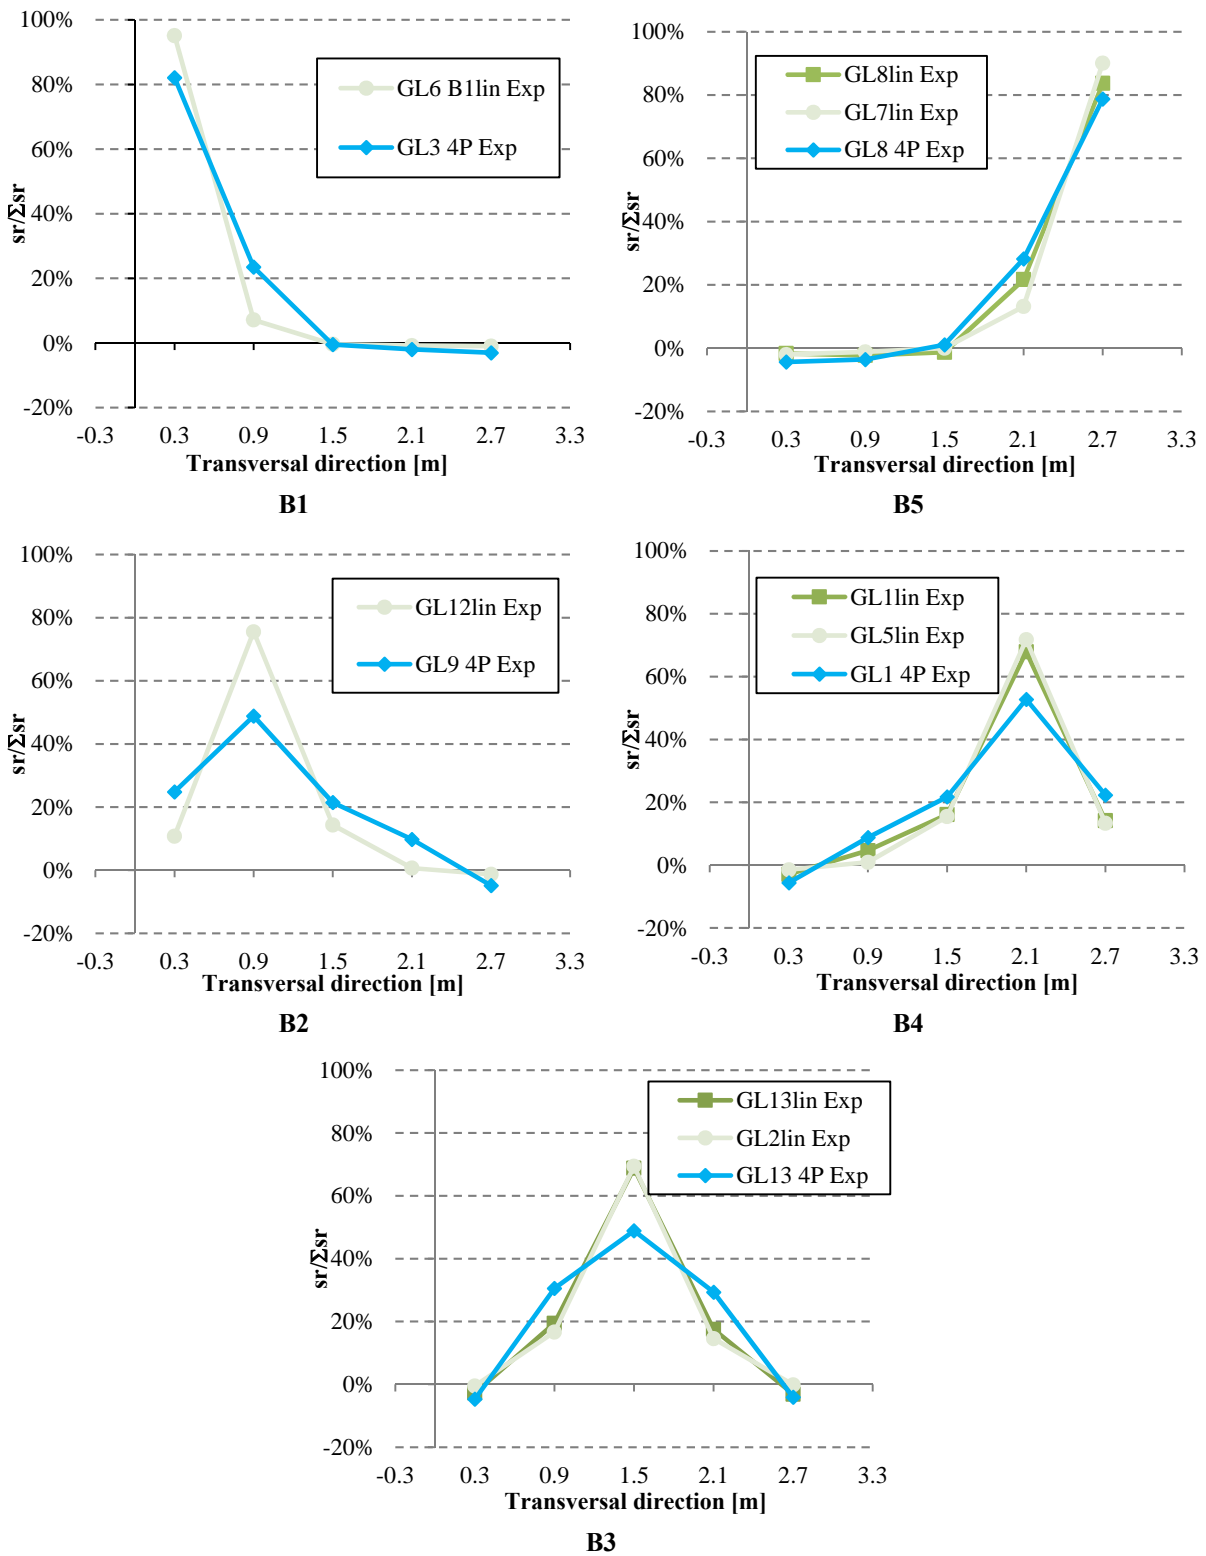 100%
80%
60%
40%
20%
0%
-20%
sr/Σsr
GL6 B1lin Exp
GL3 4P Exp
-0.3 0.3 0.9 1.5 2.1 2.7 3.3
Transversal direction [m]
B1
100%
80%
60%
40%
20%
0%
-20%
sr/Σsr
GL8lin Exp
GL7lin Exp
GL8 4P Exp
-0.3 0.3 0.9 1.5 2.1 2.7 3.3
Transversal direction [m]
B5
100%
80%
60%
40%
20%
0%
-20%
sr/Σsr
GL12lin Exp
GL9 4P Exp
-0.3 0.3 0.9 1.5 2.1 2.7 3.3
Transversal direction [m]
B2
100%
80%
60%
40%
20%
0%
-20%
sr/Σsr
GL1lin Exp
GL5lin Exp
GL1 4P Exp
-0.3 0.3 0.9 1.5 2.1 2.7 3.3
Transversal direction [m]
B4
100%
80%
60%
40%
20%
0%
-20%
sr/Σsr
GL13lin Exp
GL2lin Exp
GL13 4P Exp
-0.3 0.3 0.9 1.5 2.1 2.7 3.3
Transversal direction [m]
B3